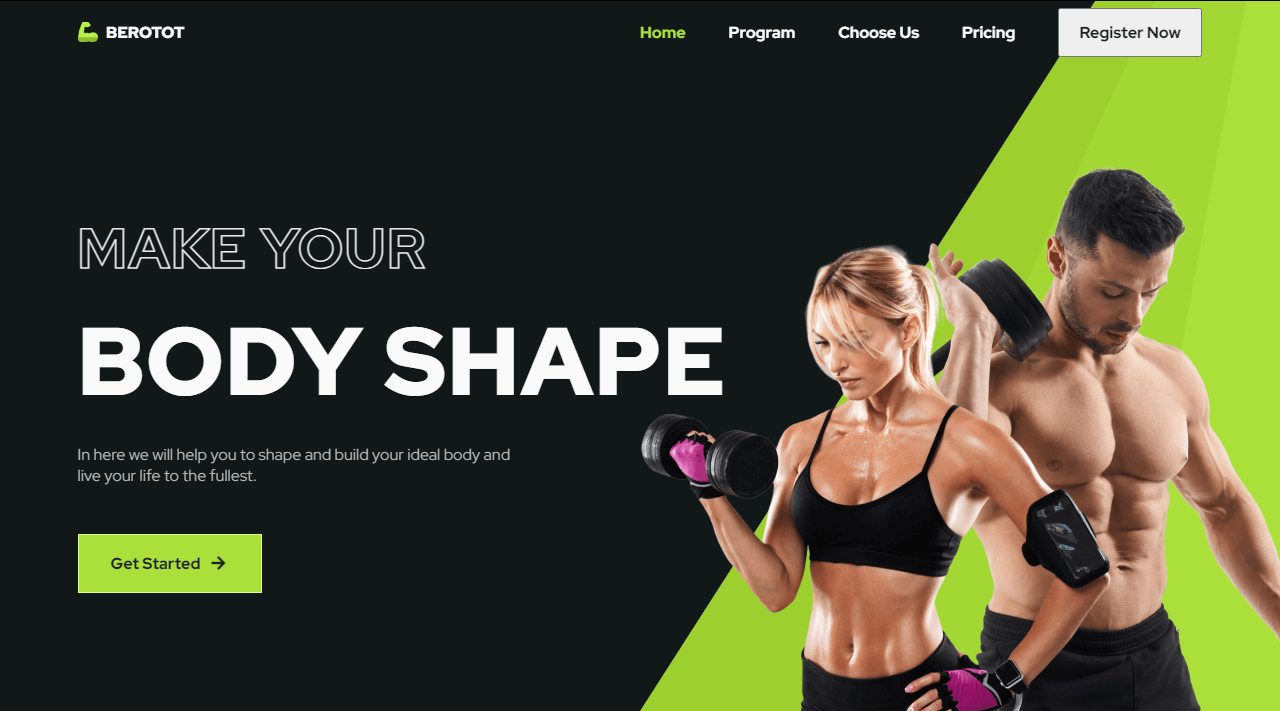 BEROTOT
Home
Program
Choose Us
Pricing
Register Now
MAKE YOUR
BODY SHAPE
In here we will help you to shape and build your ideal body and
live your life to the fullest.
Get Started